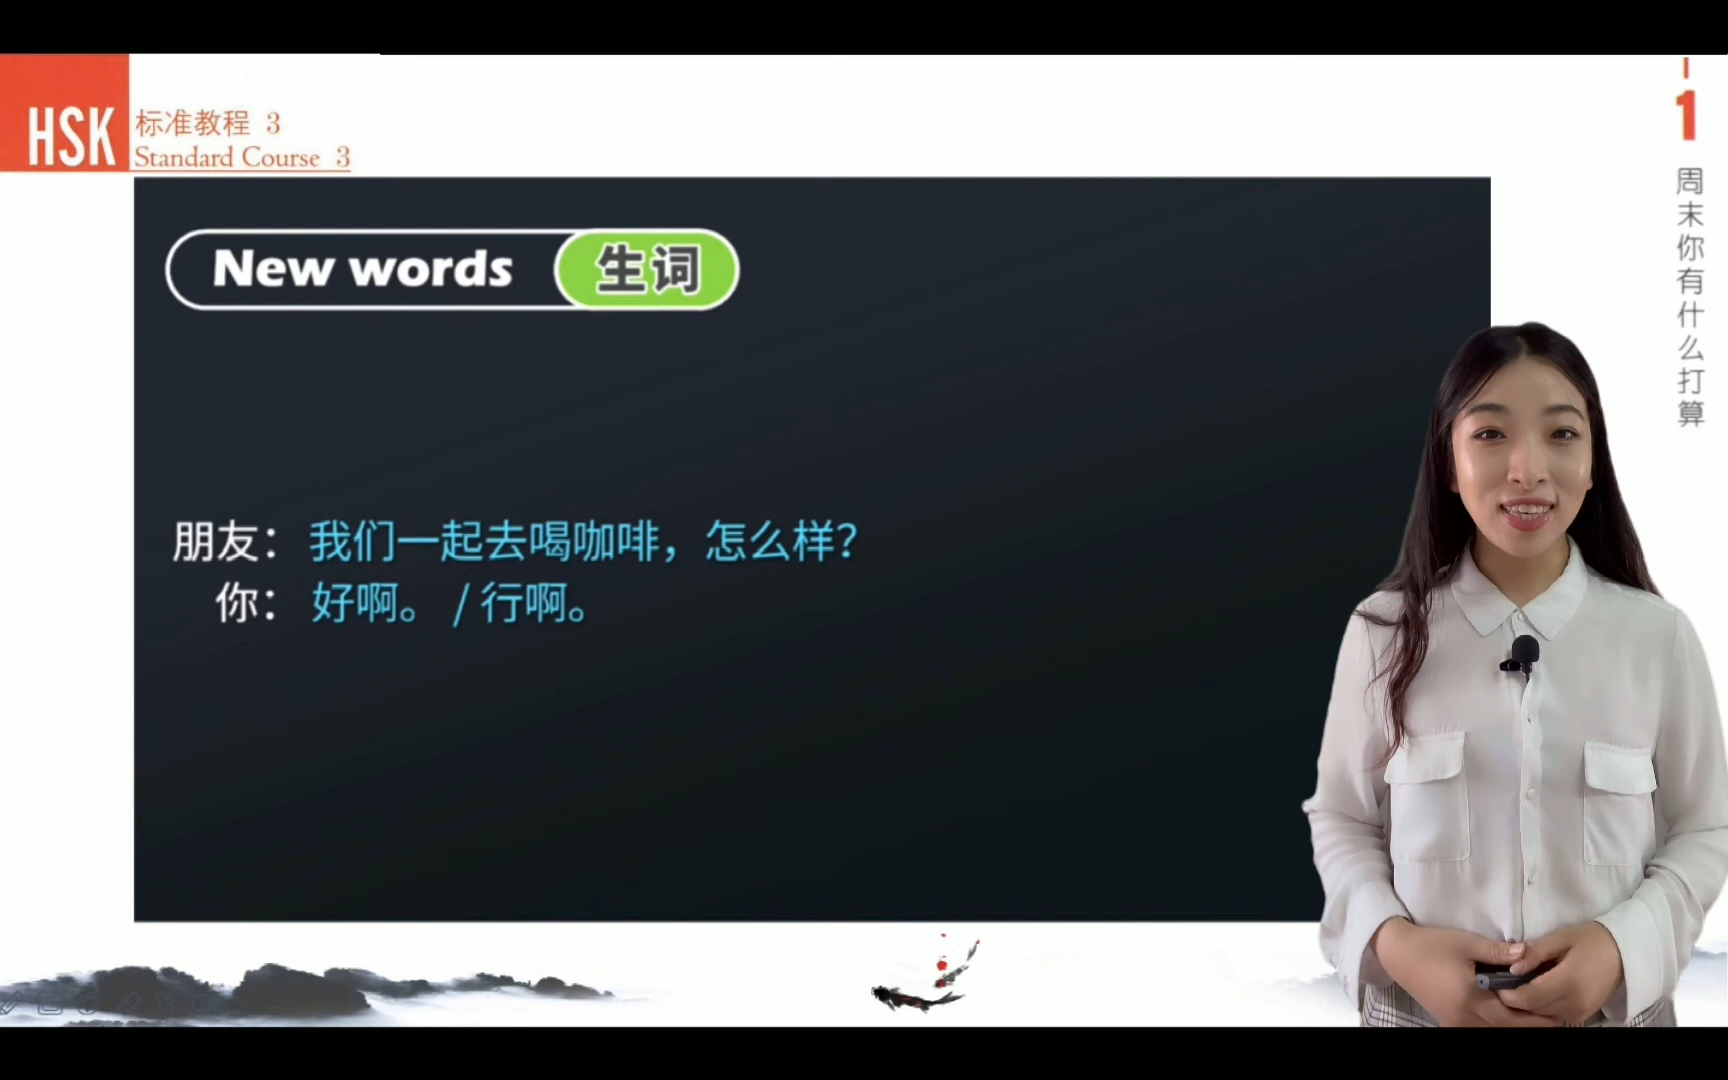 HSK
标准教程 3
Standard Course 3
1
周末你有什么打算
New words 生词
朋友：我们一起去喝咖啡，怎么样？
你：好啊。 / 行啊。